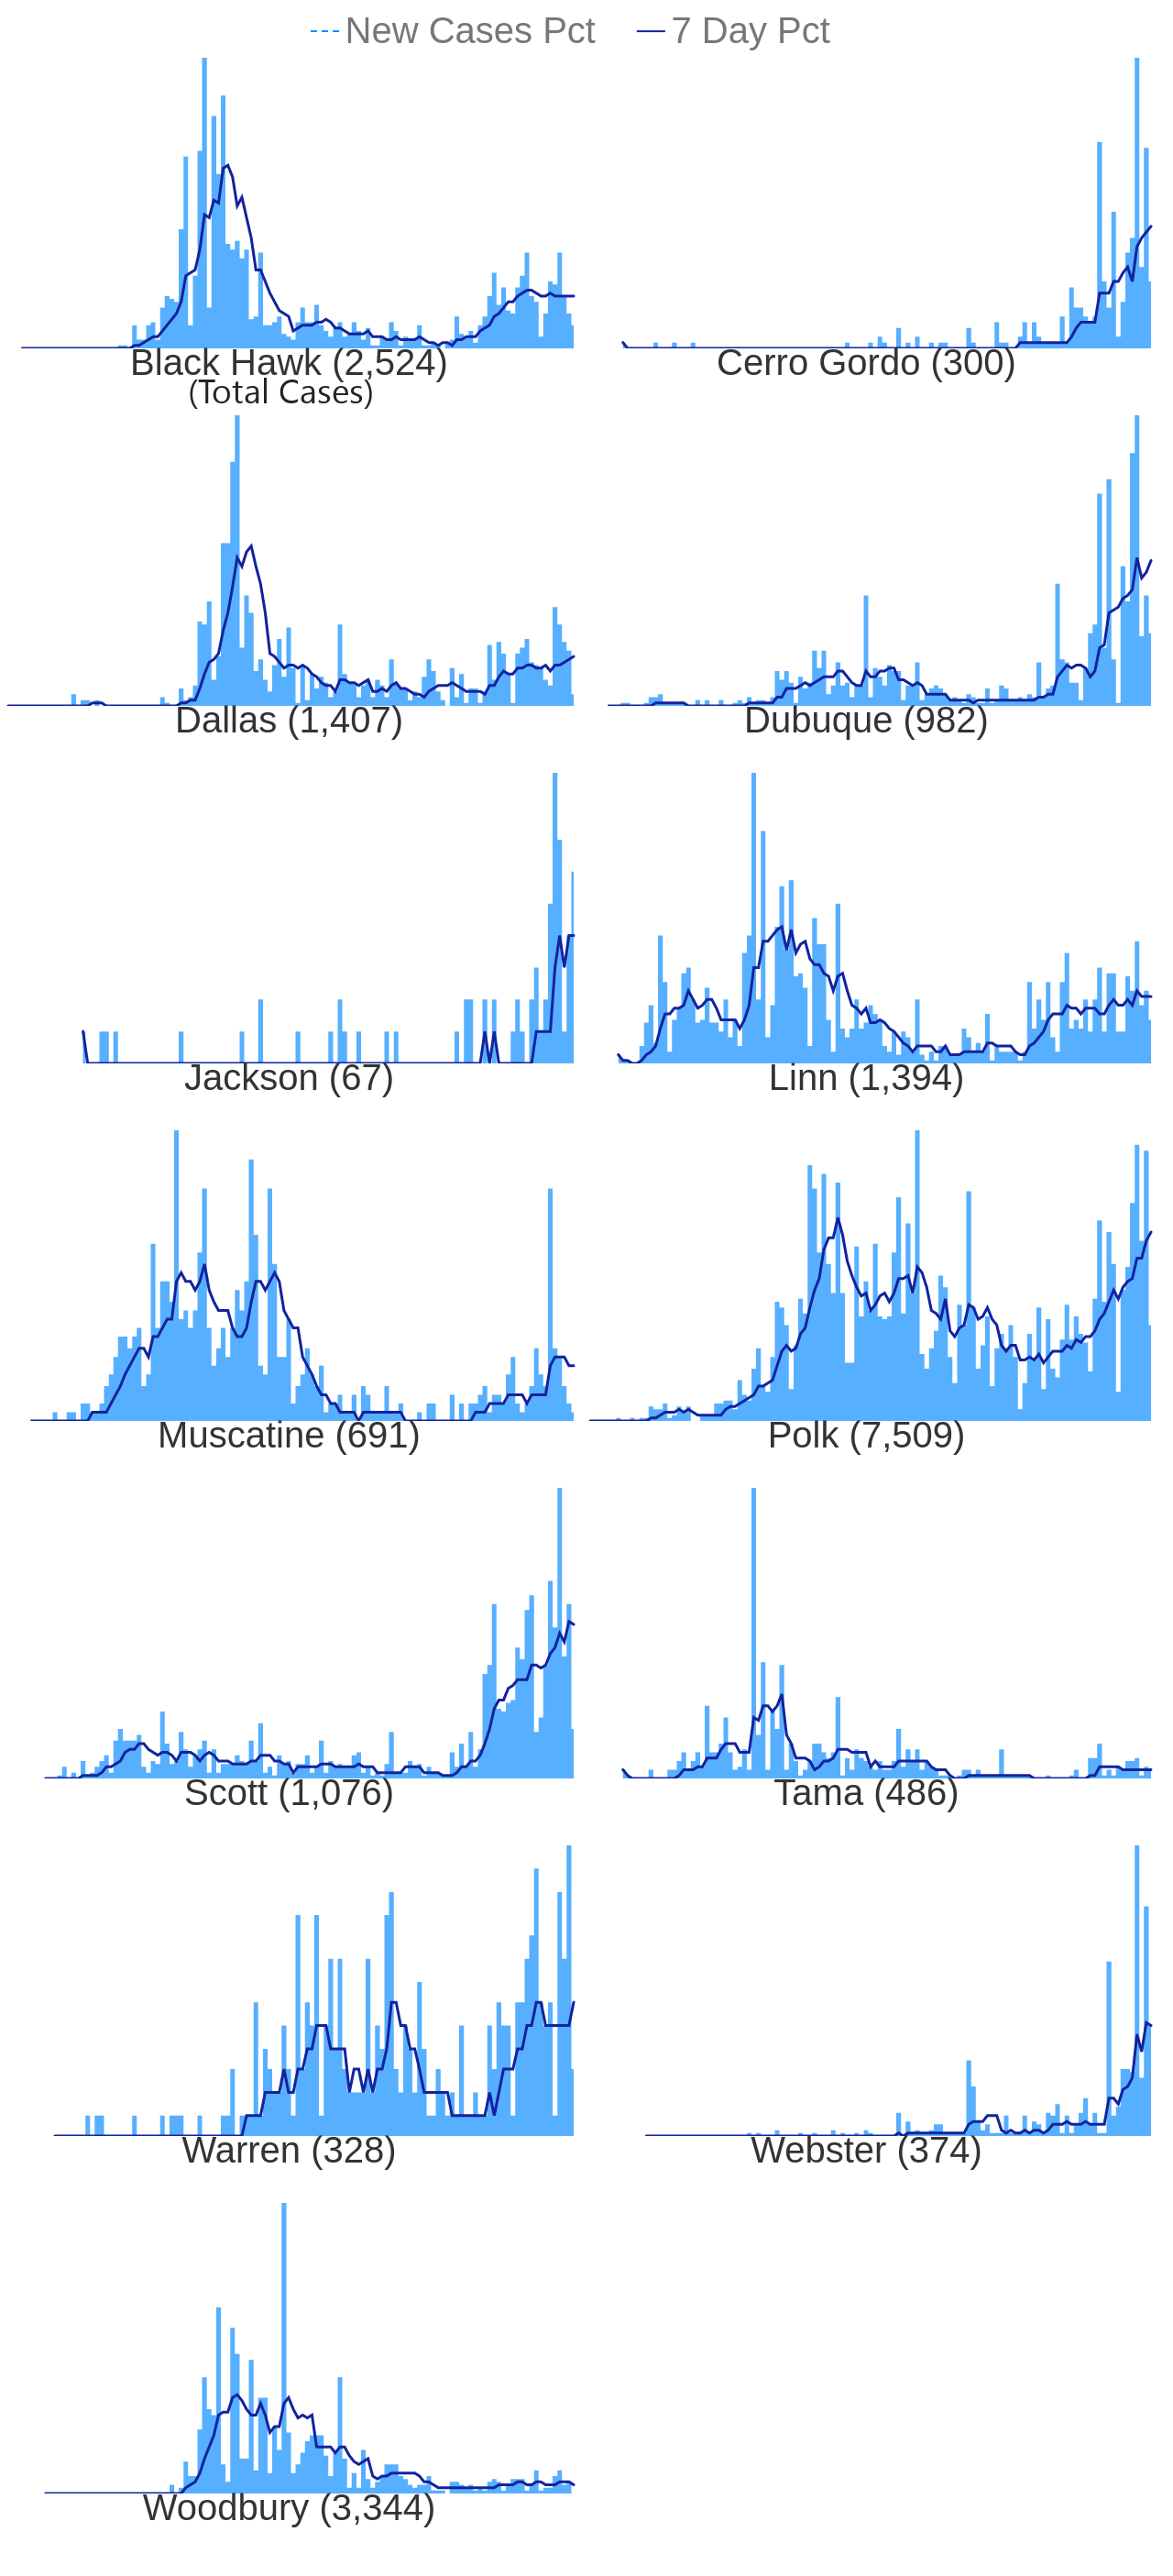 New Cases Pct 7 Day Pct
Black Hawk (2,524) Cerro Gordo (300)
(Total Cases)
Dallas (1,407) Dubuque (982)
Jackson (67) Linn (1,394)
Muscatine (691) Polk (7,509)
Scott (1,076) Tama (486)
Warren (328) Webster (374)
Woodbury (3,344)